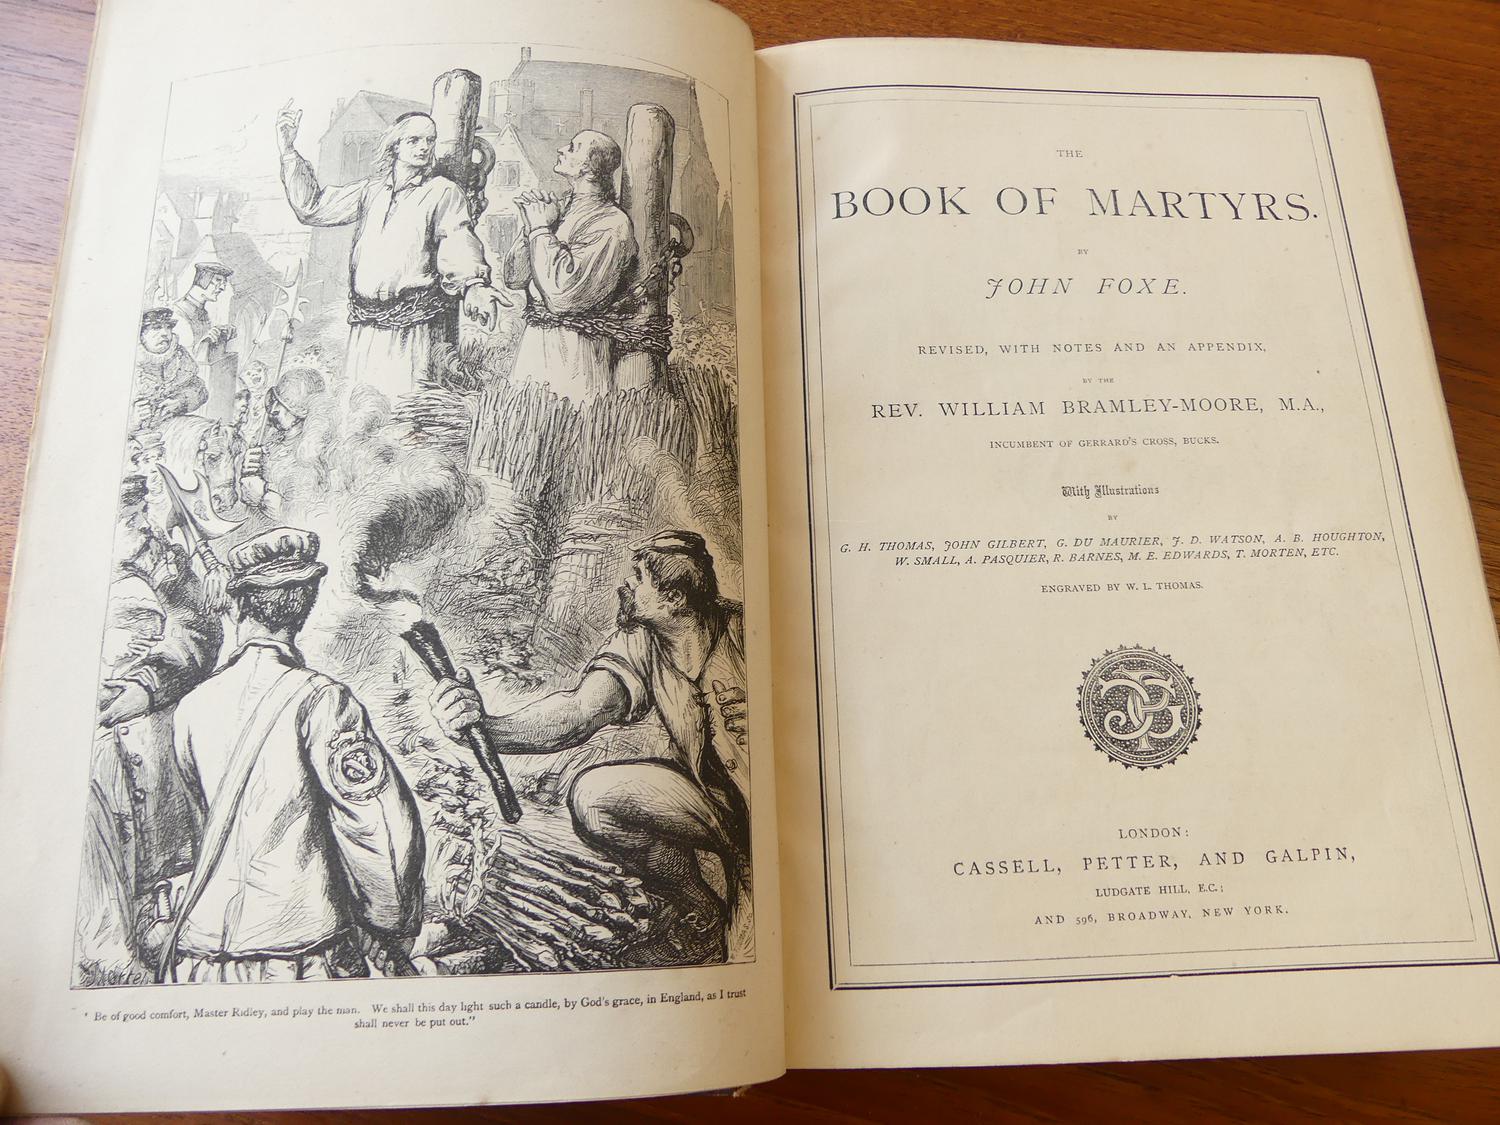 T Morten
" Be of good comfort, Master Ridley, and play the man. We shall this day light such a candle, by God's grace, in England, as I trust
shall never be put out."
THE
BOOK OF MARTYRS.
BY
JOHN FOXE.
REVISED, WITH NOTES AND AN APPENDIX,
BY THE
REV. WILLIAM BRAMLEY-MOORE, M.A.,
INCUMBENT OF GERRARD'S CROSS, BUCKS.
With Illustrations
BY
G. H. THOMAS, JOHN GILBERT, G. DU MAURIER, J. D. WATSON, A. B. HOUGHTON,
W. SMALL, A. PASQUIER, R. BARNES, M. E. EDWARDS, T. MORTEN, ETC.
ENGRAVED BY W. L. THOMAS.
LONDON:
CASSELL, PETTER, AND GALPIN,
LUDGATE HILL, E.C.;
AND 596, BROADWAY, NEW YORK.